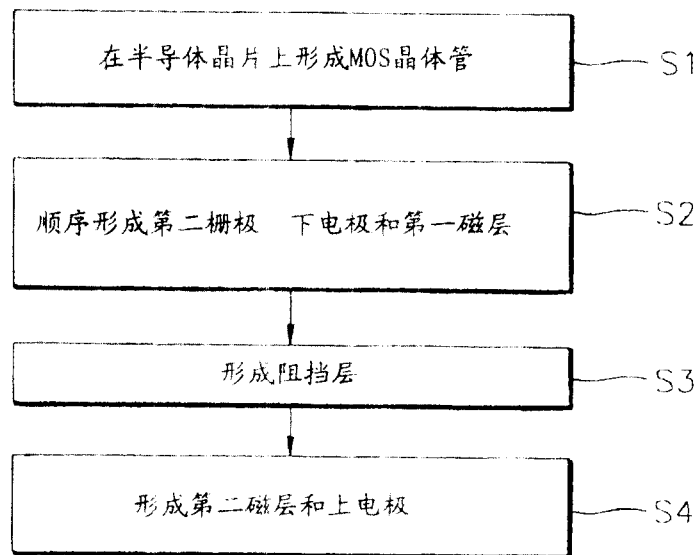 在半导体晶片上形成MOS晶体管
S1
顺序形成第二栅极 下电极和第一磁层
S2
形成阻挡层
S3
形成第二磁层和上电极
S4